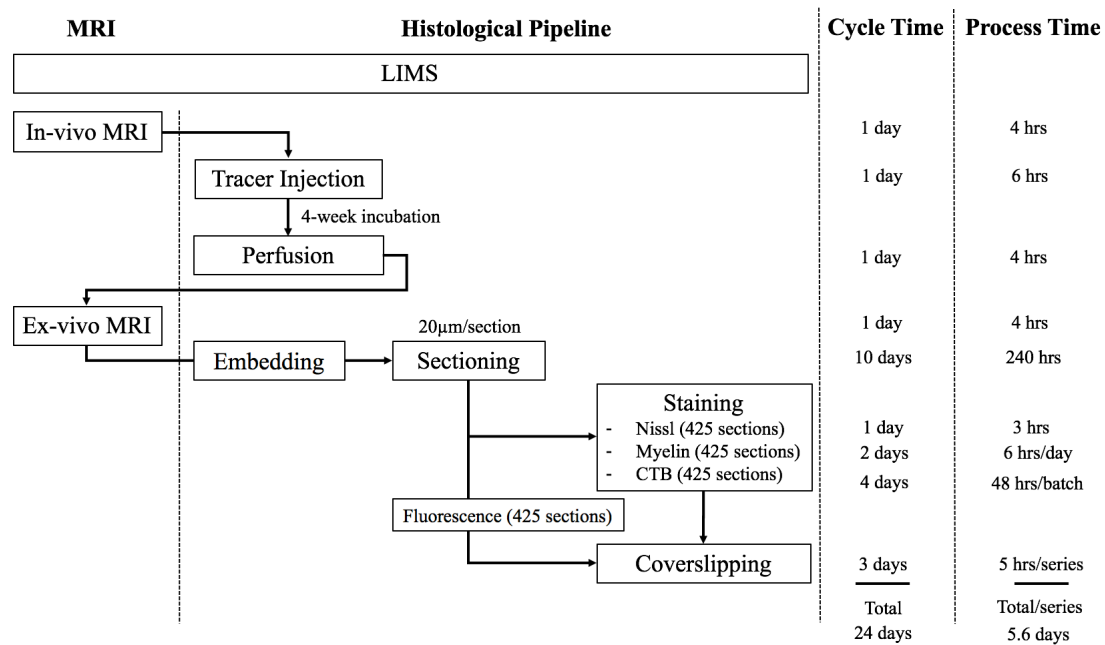 MRI Histological Pipeline Cycle Time Process Time
LIMS
In-vivo MRI 1 day 4 hrs
Tracer Injection 1 day 6 hrs
4-week incubation
Perfusion 1 day 4 hrs
Ex-vivo MRI 1 day 4 hrs
20μm/section
Embedding Sectioning 10 days 240 hrs
Staining
- Nissl (425 sections) 1 day 3 hrs
- Myelin (425 sections) 2 days 6 hrs/day
- CTB (425 sections) 4 days 48 hrs/batch
Fluorescence (425 sections)
Coverslipping 3 days 5 hrs/series
Total Total/series
24 days 5.6 days